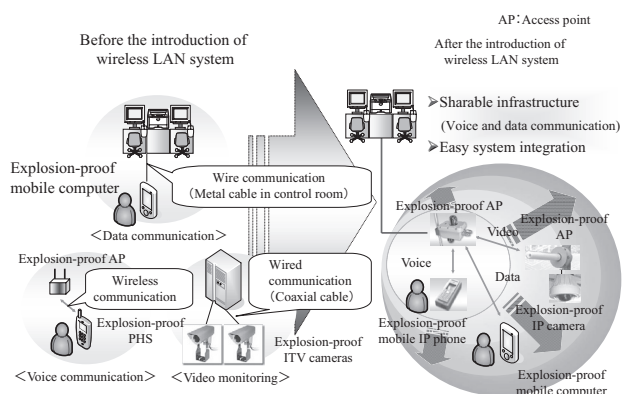 AP:Access point
Before the introduction of
wireless LAN system
After the introduction of
wireless LAN system
➢Sharable infrastructure
(Voice and data communication)
➢Easy system integration
Explosion-proof
mobile computer
Wire communication
(Metal cable in control room)
<Data communication>
Explosion-proof AP
Wireless
communication
Explosion-proof
PHS
<Voice communication>
Wired
communication
(Coaxial cable)
Explosion-proof
ITV cameras
<Video monitoring>
Explosion-proof AP
Video
Explosion-proof
AP
Voice
Data
Explosion-proof
mobile IP phone
Explosion-proof
IP camera
Explosion-proof
mobile computer